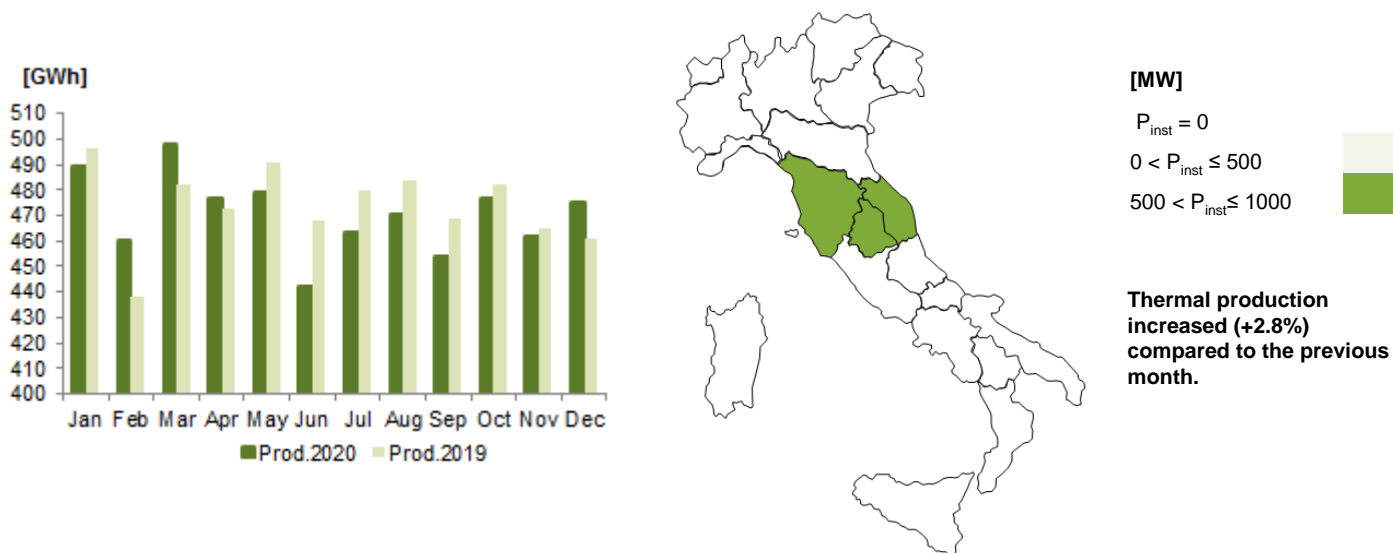 [GWh]
510
500
490
480
470
460
450
440
430
420
410
400
Jan Feb Mar Apr May Jun Jul Aug Sep Oct Nov Dec
Prod.2020 Prod.2019
[MW]
Pinst = 0
0 < Pinst ≤ 500
500 < Pinst≤ 1000
Thermal production
increased (+2.8%)
compared to the previous
month.